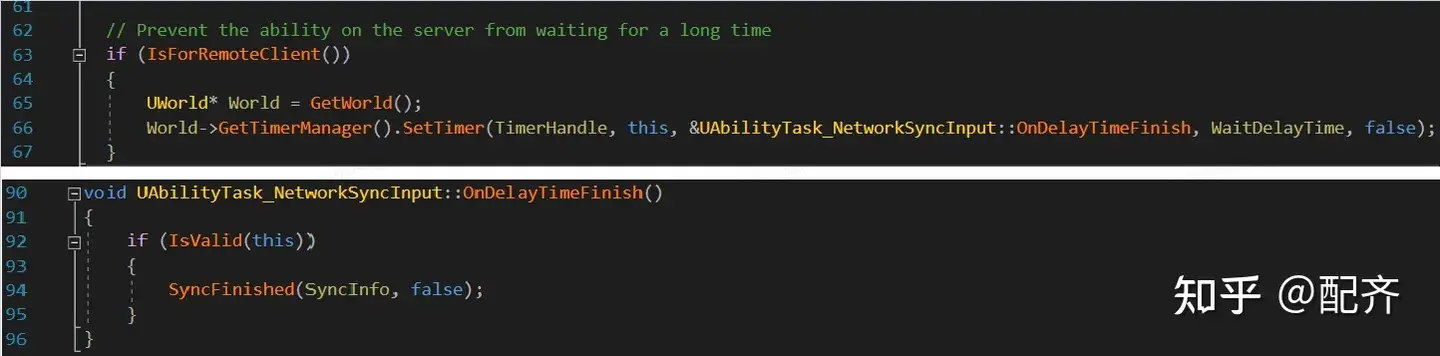 61
62 // Prevent the ability on the server from waiting for a long time
63 if (IsForRemoteClient())
64 {
65 UWorld* World = GetWorld();
66 World->GetTimerManager().SetTimer(TimerHandle, this, &UAbilityTask_NetworkSyncInput::OnDelayTimeFinish, WaitDelayTime, false);
67 }
90 void UAbilityTask_NetworkSyncInput::OnDelayTimeFinish()
91 {
92 if (IsValid(this))
93 {
94 SyncFinished(SyncInfo, false);
95 }
96 }
知乎 @配齐